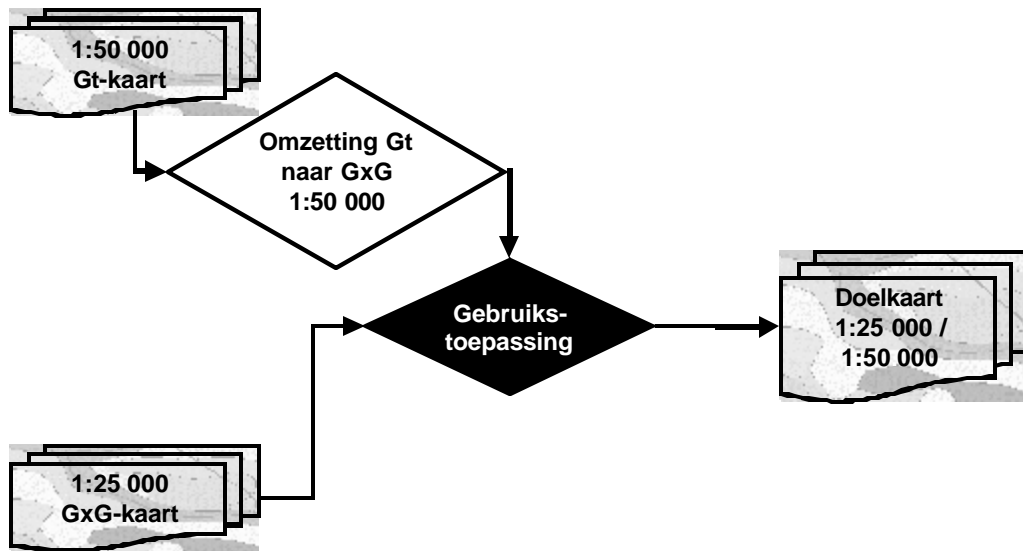 1:50 000
Gt-kaart
Omzetting Gt
naar GxG
1:50 000
Gebruiks-
toepassing
Doelkaart
1:25 000 /
1:50 000
1:25 000
GxG-kaart